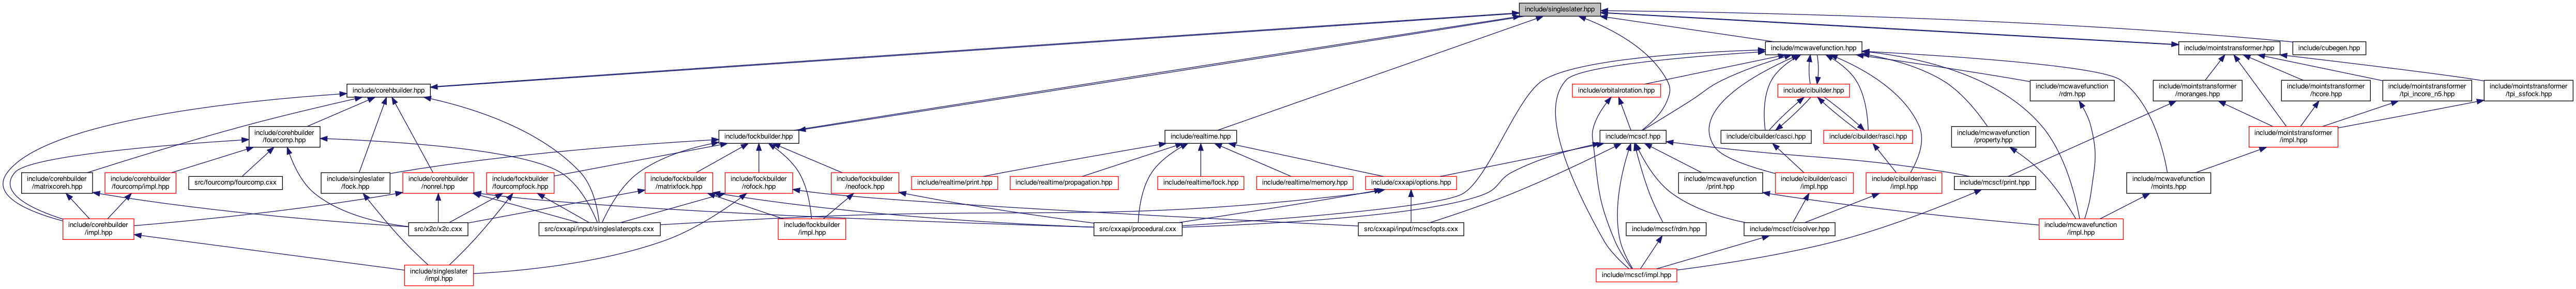 include/singleslater.hpp
include/mcwavefunction.hpp
include/mointstransformer.hpp
include/cubegen.hpp
include/corehbuilder.hpp
include/orbitalrotation.hpp
include/cibuilder.hpp
include/mcwavefunction
/rdm.hpp
include/mointstransformer
/moranges.hpp
include/mointstransformer
/hcore.hpp
include/mointstransformer
/tpi_incore_n5.hpp
include/mointstransformer
/tpi_ssfock.hpp
include/corehbuilder
/fourcomp.hpp
include/fockbuilder.hpp
include/realtime.hpp
include/mcscf.hpp
include/cibuilder/casci.hpp
include/cibuilder/rasci.hpp
include/mcwavefunction
/property.hpp
include/mointstransformer
/impl.hpp
include/corehbuilder
/matrixcoreh.hpp
include/corehbuilder
/fourcomp/impl.hpp
src/fourcomp/fourcomp.cxx
include/singleslater
/fock.hpp
include/corehbuilder
/nonrel.hpp
include/fockbuilder
/fourcompfock.hpp
include/fockbuilder
/matrixfock.hpp
include/fockbuilder
/rofock.hpp
include/fockbuilder
/neofock.hpp
include/realtime/print.hpp
include/realtime/propagation.hpp
include/realtime/fock.hpp
include/realtime/memory.hpp
include/cxxapi/options.hpp
include/mcwavefunction
/print.hpp
include/cibuilder/casci
/impl.hpp
include/cibuilder/rasci
/impl.hpp
include/mcscf/print.hpp
include/mcwavefunction
/moints.hpp
include/corehbuilder
/impl.hpp
src/x2c/x2c.cxx
src/cxxapi/input/singleslateropts.cxx
include/fockbuilder
/impl.hpp
src/cxxapi/procedural.cxx
src/cxxapi/input/mcscfopts.cxx
include/mcscf/rdm.hpp
include/mcscf/cisolver.hpp
include/mcwavefunction
/impl.hpp
include/singleslater
/impl.hpp
include/mcscf/impl.hpp